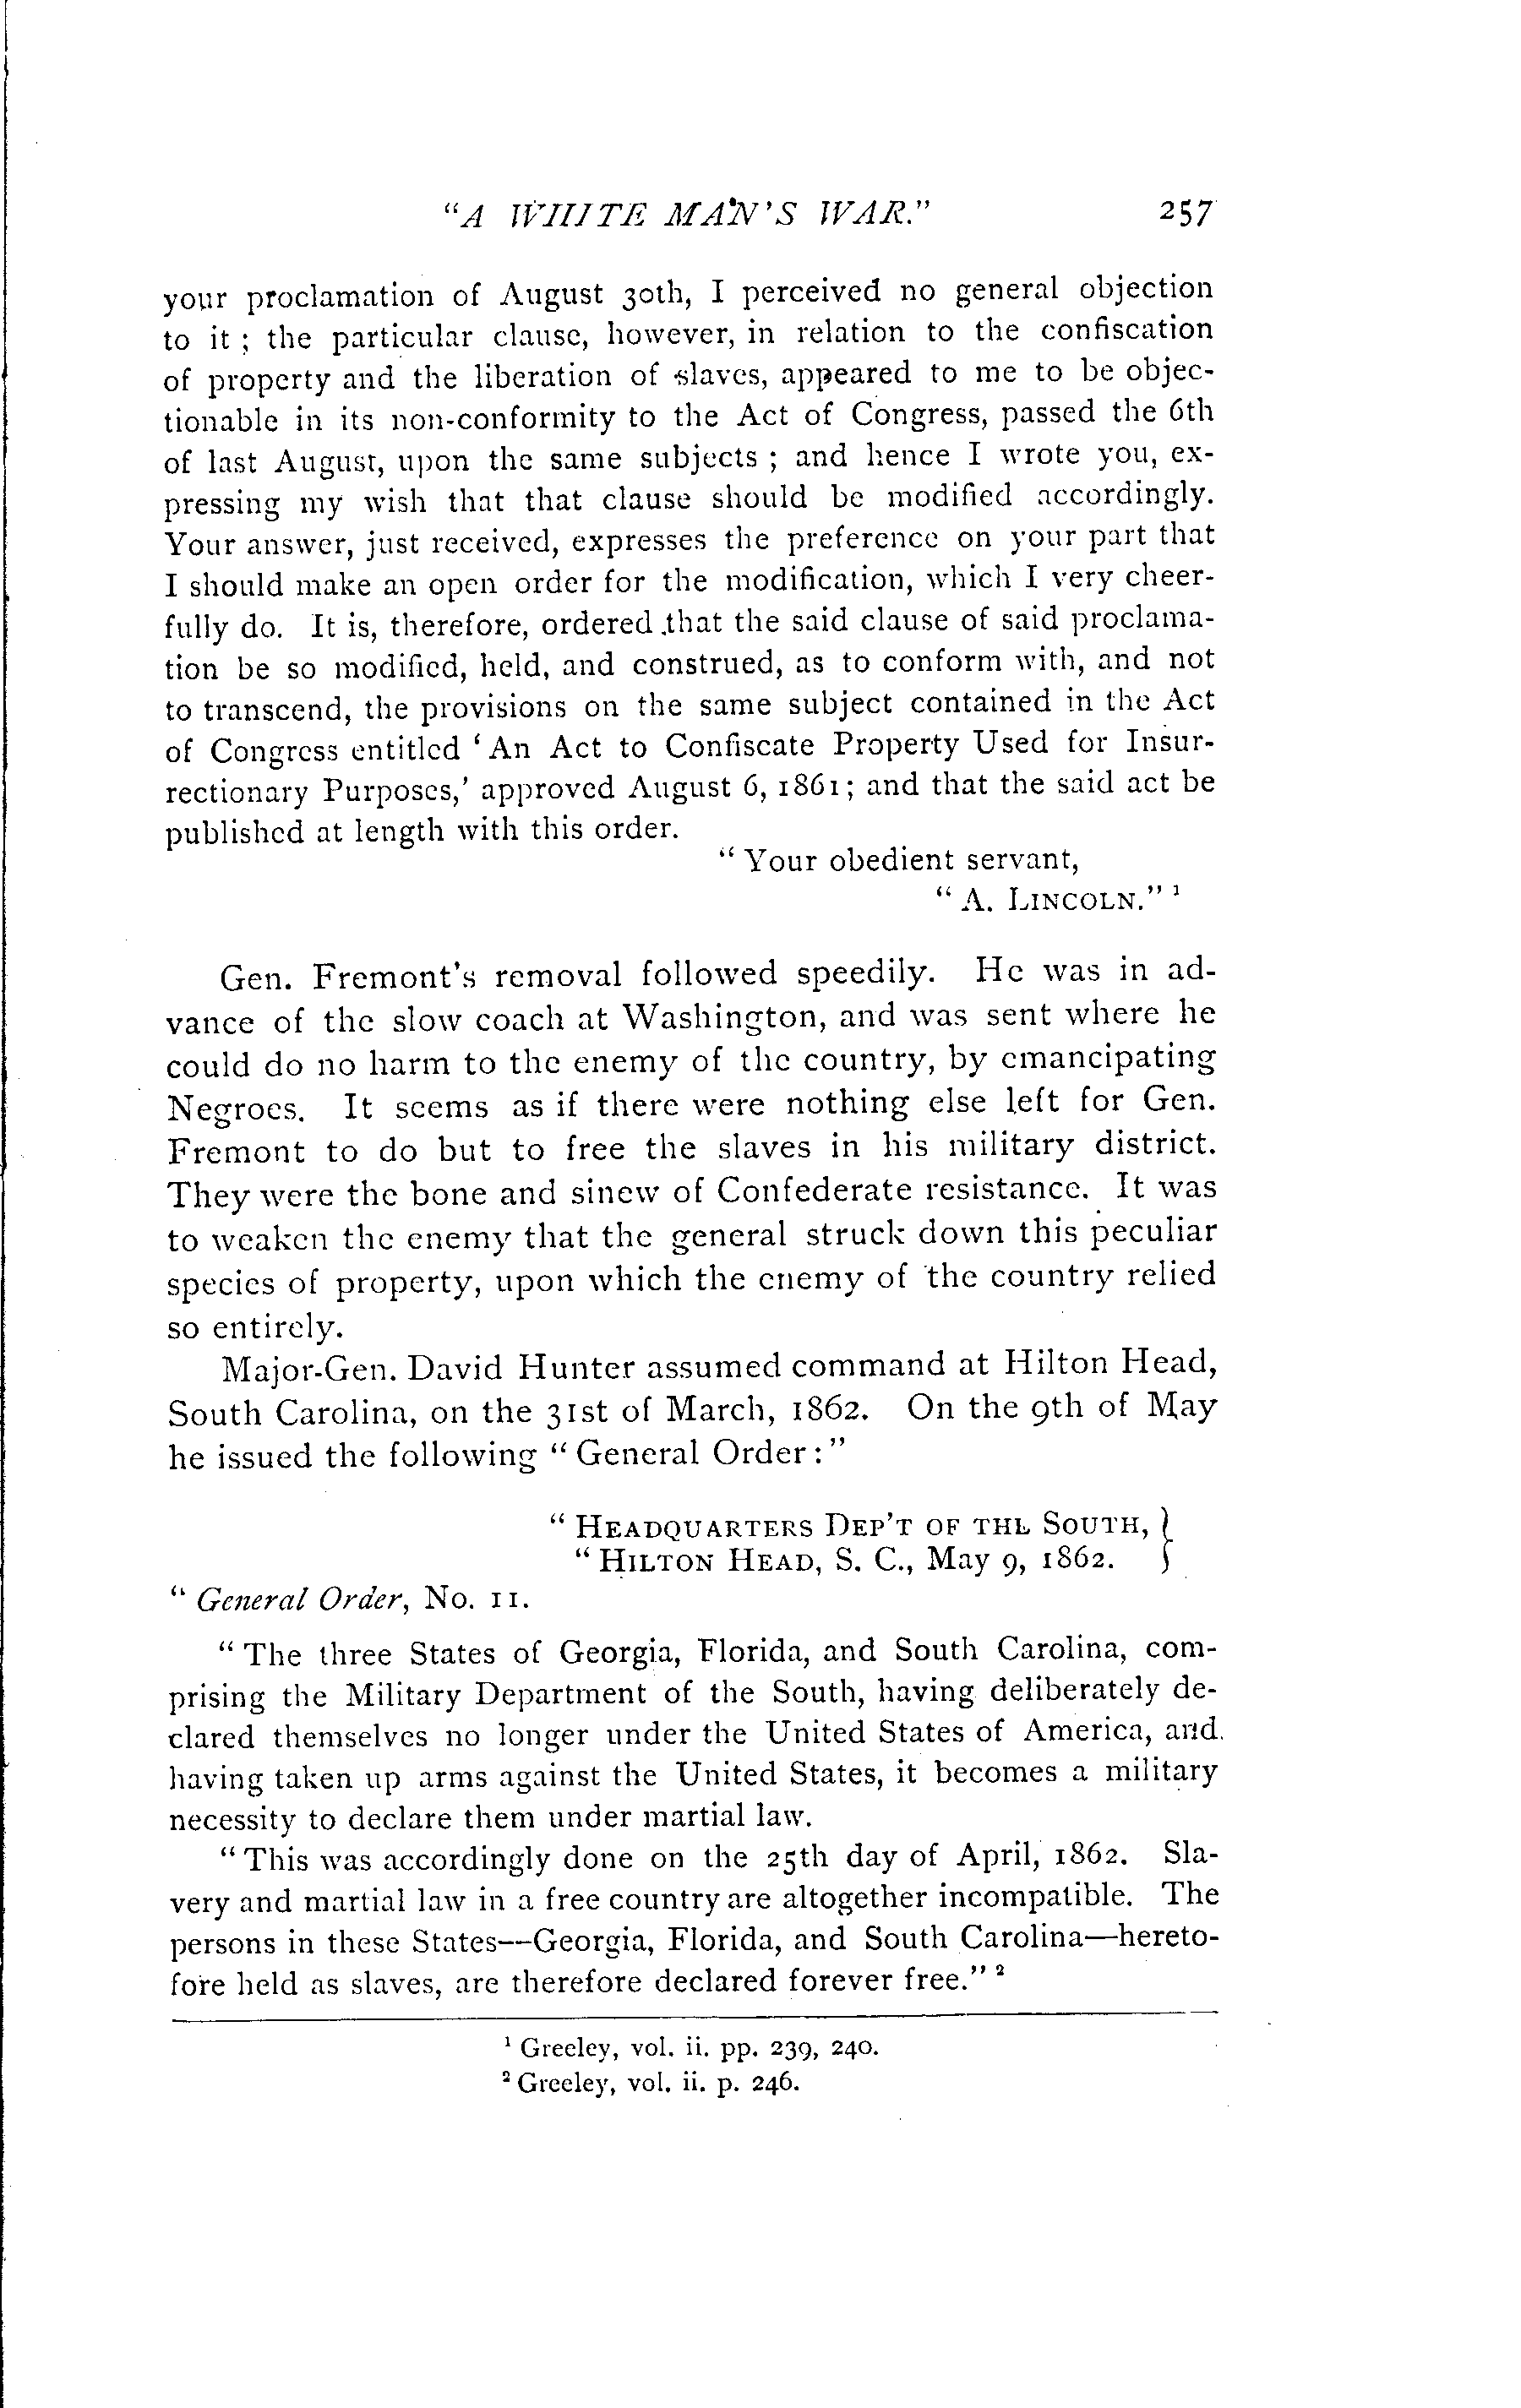 "A WHITE MAN'S WAR." 257
your proclamation of August 30th, I perceived no general objection
to it ; the particular clause, however, in relation to the confiscation
of property and the liberation of slaves, appeared to me to be objec-
tionable in its non-conformity to the Act of Congress, passed the 6th
of last August, upon the same subjects ; and hence I wrote you, ex-
pressing my wish that that clause should be modified accordingly.
Your answer, just received, expresses the preference on your part that
I should make an open order for the modification, which I very cheer-
fully do. It is, therefore, ordered that the said clause of said proclama-
tion be so modified, held, and construed, as to conform with, and not
to transcend, the provisions on the same subject contained in the Act
of Congress entitled 'An Act to Confiscate Property Used for Insur-
rectionary Purposes,' approved August 6, 1861; and that the said act be
published at length with this order.
"Your obedient servant,
"A. LINCOLN." ¹
Gen. Fremont's removal followed speedily. He was in ad-
vance of the slow coach at Washington, and was sent where he
could do no harm to the enemy of the country, by emancipating
Negroes. It seems as if there were nothing else left for Gen.
Fremont to do but to free the slaves in his military district.
They were the bone and sinew of Confederate resistance. It was
to weaken the enemy that the general struck down this peculiar
species of property, upon which the enemy of the country relied
so entirely.
Major-Gen. David Hunter assumed command at Hilton Head,
South Carolina, on the 31st of March, 1862. On the 9th of May
he issued the following "General Order:"
"HEADQUARTERS DEP'T OF THE SOUTH, }
"HILTON HEAD, S. C., May 9, 1862. }
"General Order, No. 11.
"The three States of Georgia, Florida, and South Carolina, com-
prising the Military Department of the South, having deliberately de-
clared themselves no longer under the United States of America, and
having taken up arms against the United States, it becomes a military
necessity to declare them under martial law.
"This was accordingly done on the 25th day of April, 1862. Sla-
very and martial law in a free country are altogether incompatible. The
persons in these States—Georgia, Florida, and South Carolina—hereto-
fore held as slaves, are therefore declared forever free." ²
¹ Greeley, vol. ii. pp. 239, 240.
² Greeley, vol. ii. p. 246.